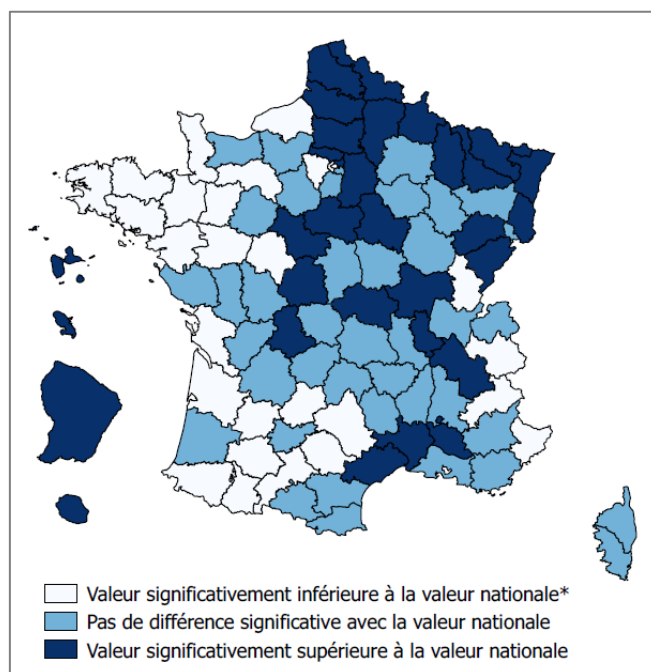 Valeur significativement inférieure à la valeur nationale*
Pas de différence significative avec la valeur nationale
Valeur significativement supérieure à la valeur nationale